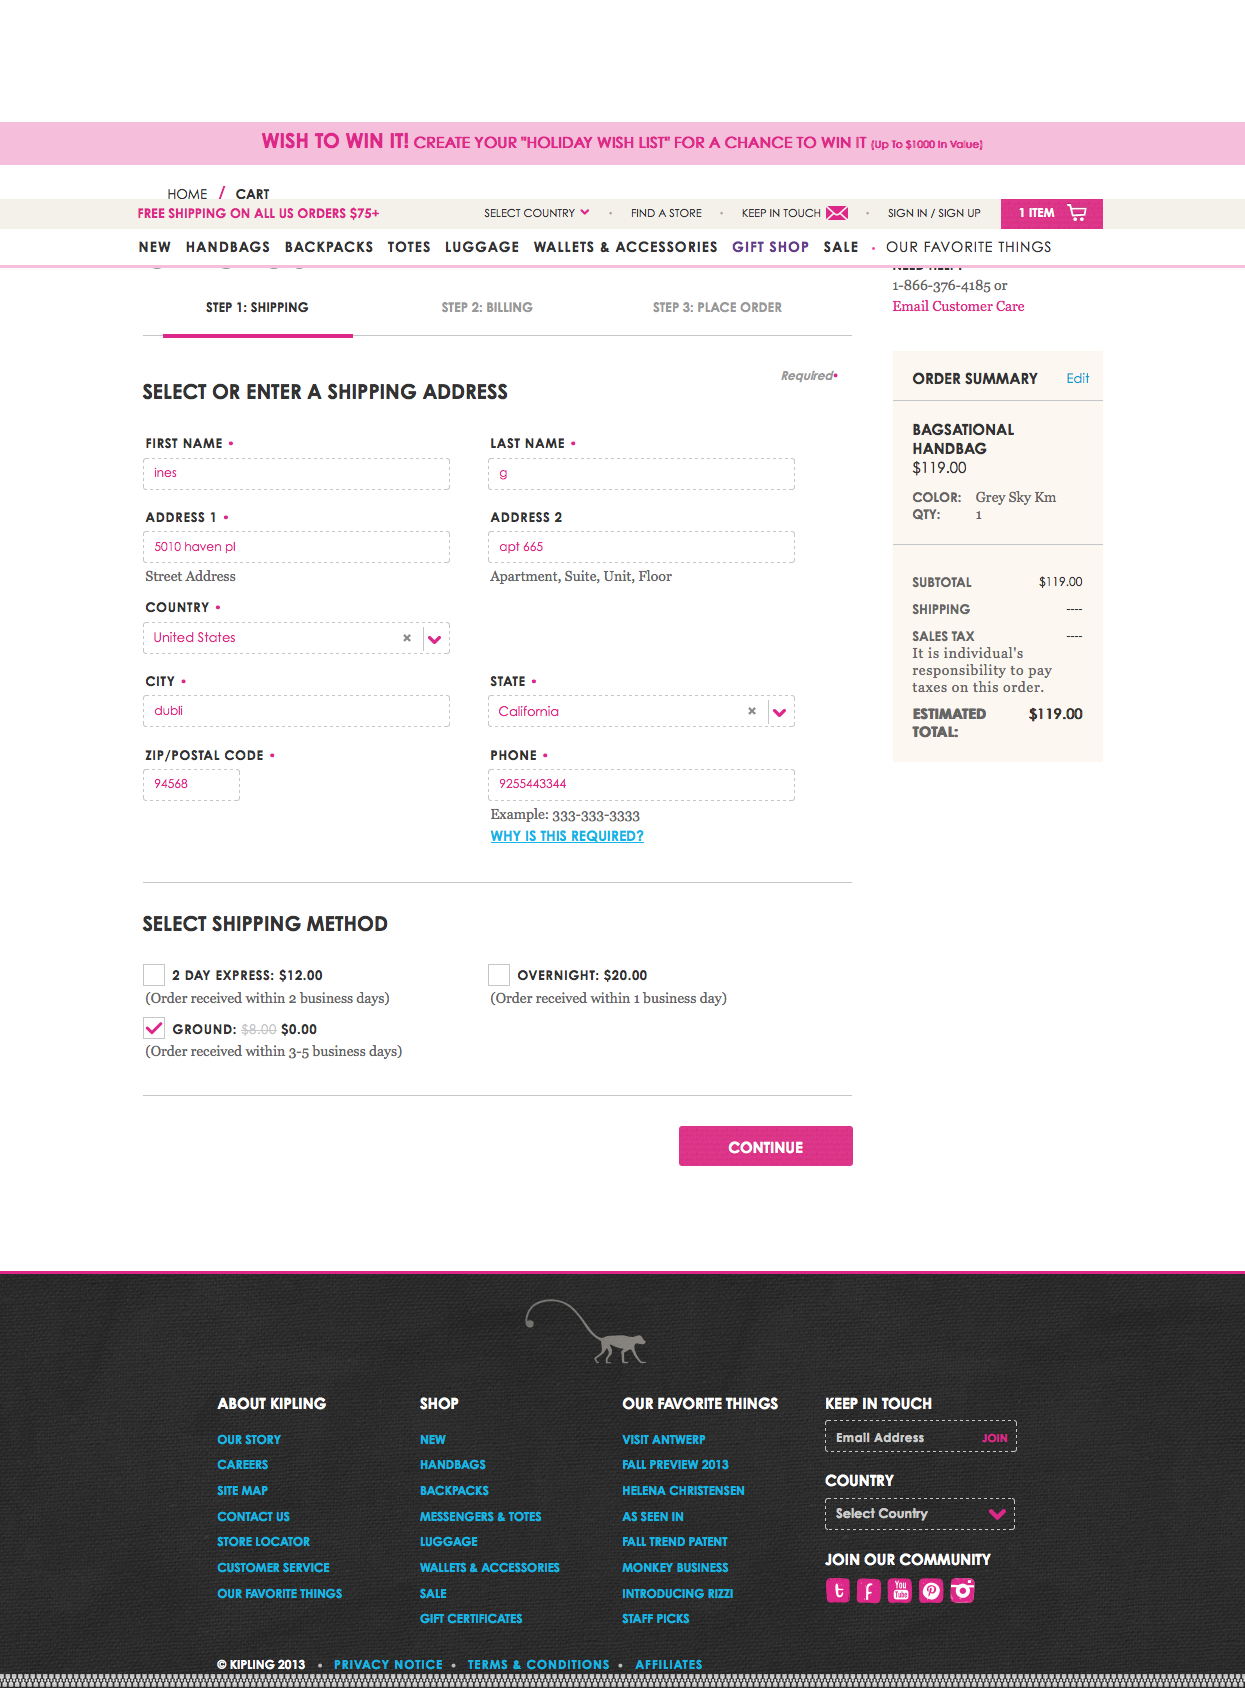 WISH TO WIN IT! CREATE YOUR "HOLIDAY WISH LIST" FOR A CHANCE TO WIN IT (Up To $1000 In Value)
HOME / CART
FREE SHIPPING ON ALL US ORDERS $75+
SELECT COUNTRY • FIND A STORE • KEEP IN TOUCH • SIGN IN / SIGN UP
1 ITEM
NEW HANDBAGS BACKPACKS TOTES LUGGAGE WALLETS & ACCESSORIES GIFT SHOP SALE • OUR FAVORITE THINGS
1-866-376-4185 or
Email Customer Care
STEP 1: SHIPPING STEP 2: BILLING STEP 3: PLACE ORDER
Required•
SELECT OR ENTER A SHIPPING ADDRESS
FIRST NAME • LAST NAME •
ines g
ADDRESS 1 • ADDRESS 2
5010 haven pl apt 665
Street Address Apartment, Suite, Unit, Floor
COUNTRY •
United States ×
CITY • STATE •
dubli California ×
ZIP/POSTAL CODE • PHONE •
94568 9255443344
Example: 333-333-3333
WHY IS THIS REQUIRED?
ORDER SUMMARY Edit
BAGSATIONAL
HANDBAG
$119.00
COLOR: Grey Sky Km
QTY: 1
SUBTOTAL $119.00
SHIPPING ----
SALES TAX ----
It is individual's
responsibility to pay
taxes on this order.
ESTIMATED $119.00
TOTAL:
SELECT SHIPPING METHOD
2 DAY EXPRESS: $12.00 OVERNIGHT: $20.00
(Order received within 2 business days) (Order received within 1 business day)
GROUND: $8.00 $0.00
(Order received within 3-5 business days)
CONTINUE
ABOUT KIPLING
OUR STORY
CAREERS
SITE MAP
CONTACT US
STORE LOCATOR
CUSTOMER SERVICE
OUR FAVORITE THINGS
SHOP
NEW
HANDBAGS
BACKPACKS
MESSENGERS & TOTES
LUGGAGE
WALLETS & ACCESSORIES
SALE
GIFT CERTIFICATES
OUR FAVORITE THINGS
VISIT ANTWERP
FALL PREVIEW 2013
HELENA CHRISTENSEN
AS SEEN IN
FALL TREND PATENT
MONKEY BUSINESS
INTRODUCING RIZZI
STAFF PICKS
KEEP IN TOUCH
Email Address JOIN
COUNTRY
Select Country
JOIN OUR COMMUNITY
You Tube
© KIPLING 2013 • PRIVACY NOTICE • TERMS & CONDITIONS • AFFILIATES